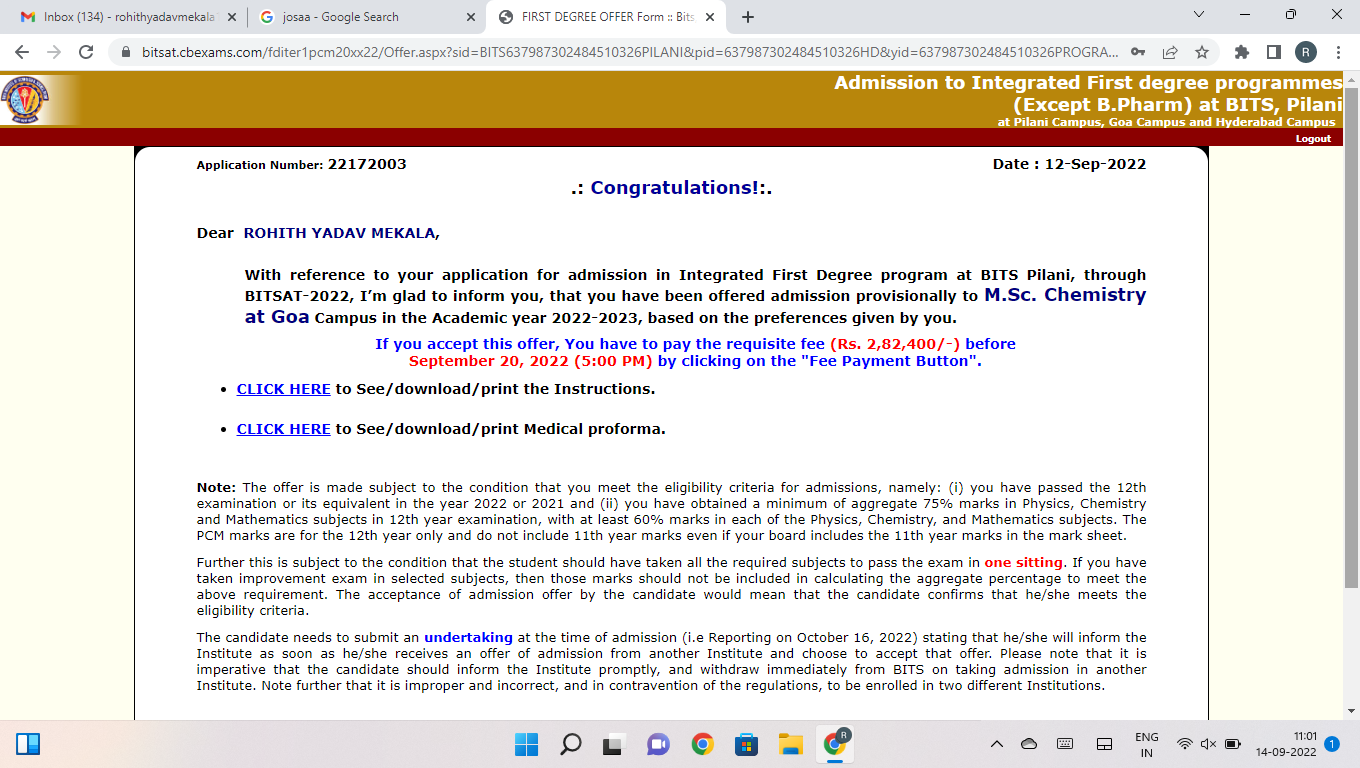 Inbox (134) - rohithyadavmekala
josaa - Google Search
FIRST DEGREE OFFER Form :: Bits
bitsat.cbexams.com/fditer1pcm20xx22/Offer.aspx?sid=BITS637987302484510326PILANI&pid=637987302484510326HD&yid=637987302484510326PROGRA...
R
Admission to Integrated First degree programmes
(Except B.Pharm) at BITS, Pilani
at Pilani Campus, Goa Campus and Hyderabad Campus
Logout
Application Number: 22172003 Date : 12-Sep-2022
.: Congratulations!:.
Dear ROHITH YADAV MEKALA,
With reference to your application for admission in Integrated First Degree program at BITS Pilani, through
BITSAT-2022, I’m glad to inform you, that you have been offered admission provisionally to M.Sc. Chemistry
at Goa Campus in the Academic year 2022-2023, based on the preferences given by you.
If you accept this offer, You have to pay the requisite fee (Rs. 2,82,400/-) before
September 20, 2022 (5:00 PM) by clicking on the "Fee Payment Button".
• CLICK HERE to See/download/print the Instructions.
• CLICK HERE to See/download/print Medical proforma.
Note: The offer is made subject to the condition that you meet the eligibility criteria for admissions, namely: (i) you have passed the 12th
examination or its equivalent in the year 2022 or 2021 and (ii) you have obtained a minimum of aggregate 75% marks in Physics, Chemistry
and Mathematics subjects in 12th year examination, with at least 60% marks in each of the Physics, Chemistry, and Mathematics subjects. The
PCM marks are for the 12th year only and do not include 11th year marks even if your board includes the 11th year marks in the mark sheet.
Further this is subject to the condition that the student should have taken all the required subjects to pass the exam in one sitting. If you have
taken improvement exam in selected subjects, then those marks should not be included in calculating the aggregate percentage to meet the
above requirement. The acceptance of admission offer by the candidate would mean that the candidate confirms that he/she meets the
eligibility criteria.
The candidate needs to submit an undertaking at the time of admission (i.e Reporting on October 16, 2022) stating that he/she will inform the
Institute as soon as he/she receives an offer of admission from another Institute and choose to accept that offer. Please note that it is
imperative that the candidate should inform the Institute promptly, and withdraw immediately from BITS on taking admission in another
Institute. Note further that it is improper and incorrect, and in contravention of the regulations, to be enrolled in two different Institutions.
R
ENG
IN
11:01
14-09-2022
1